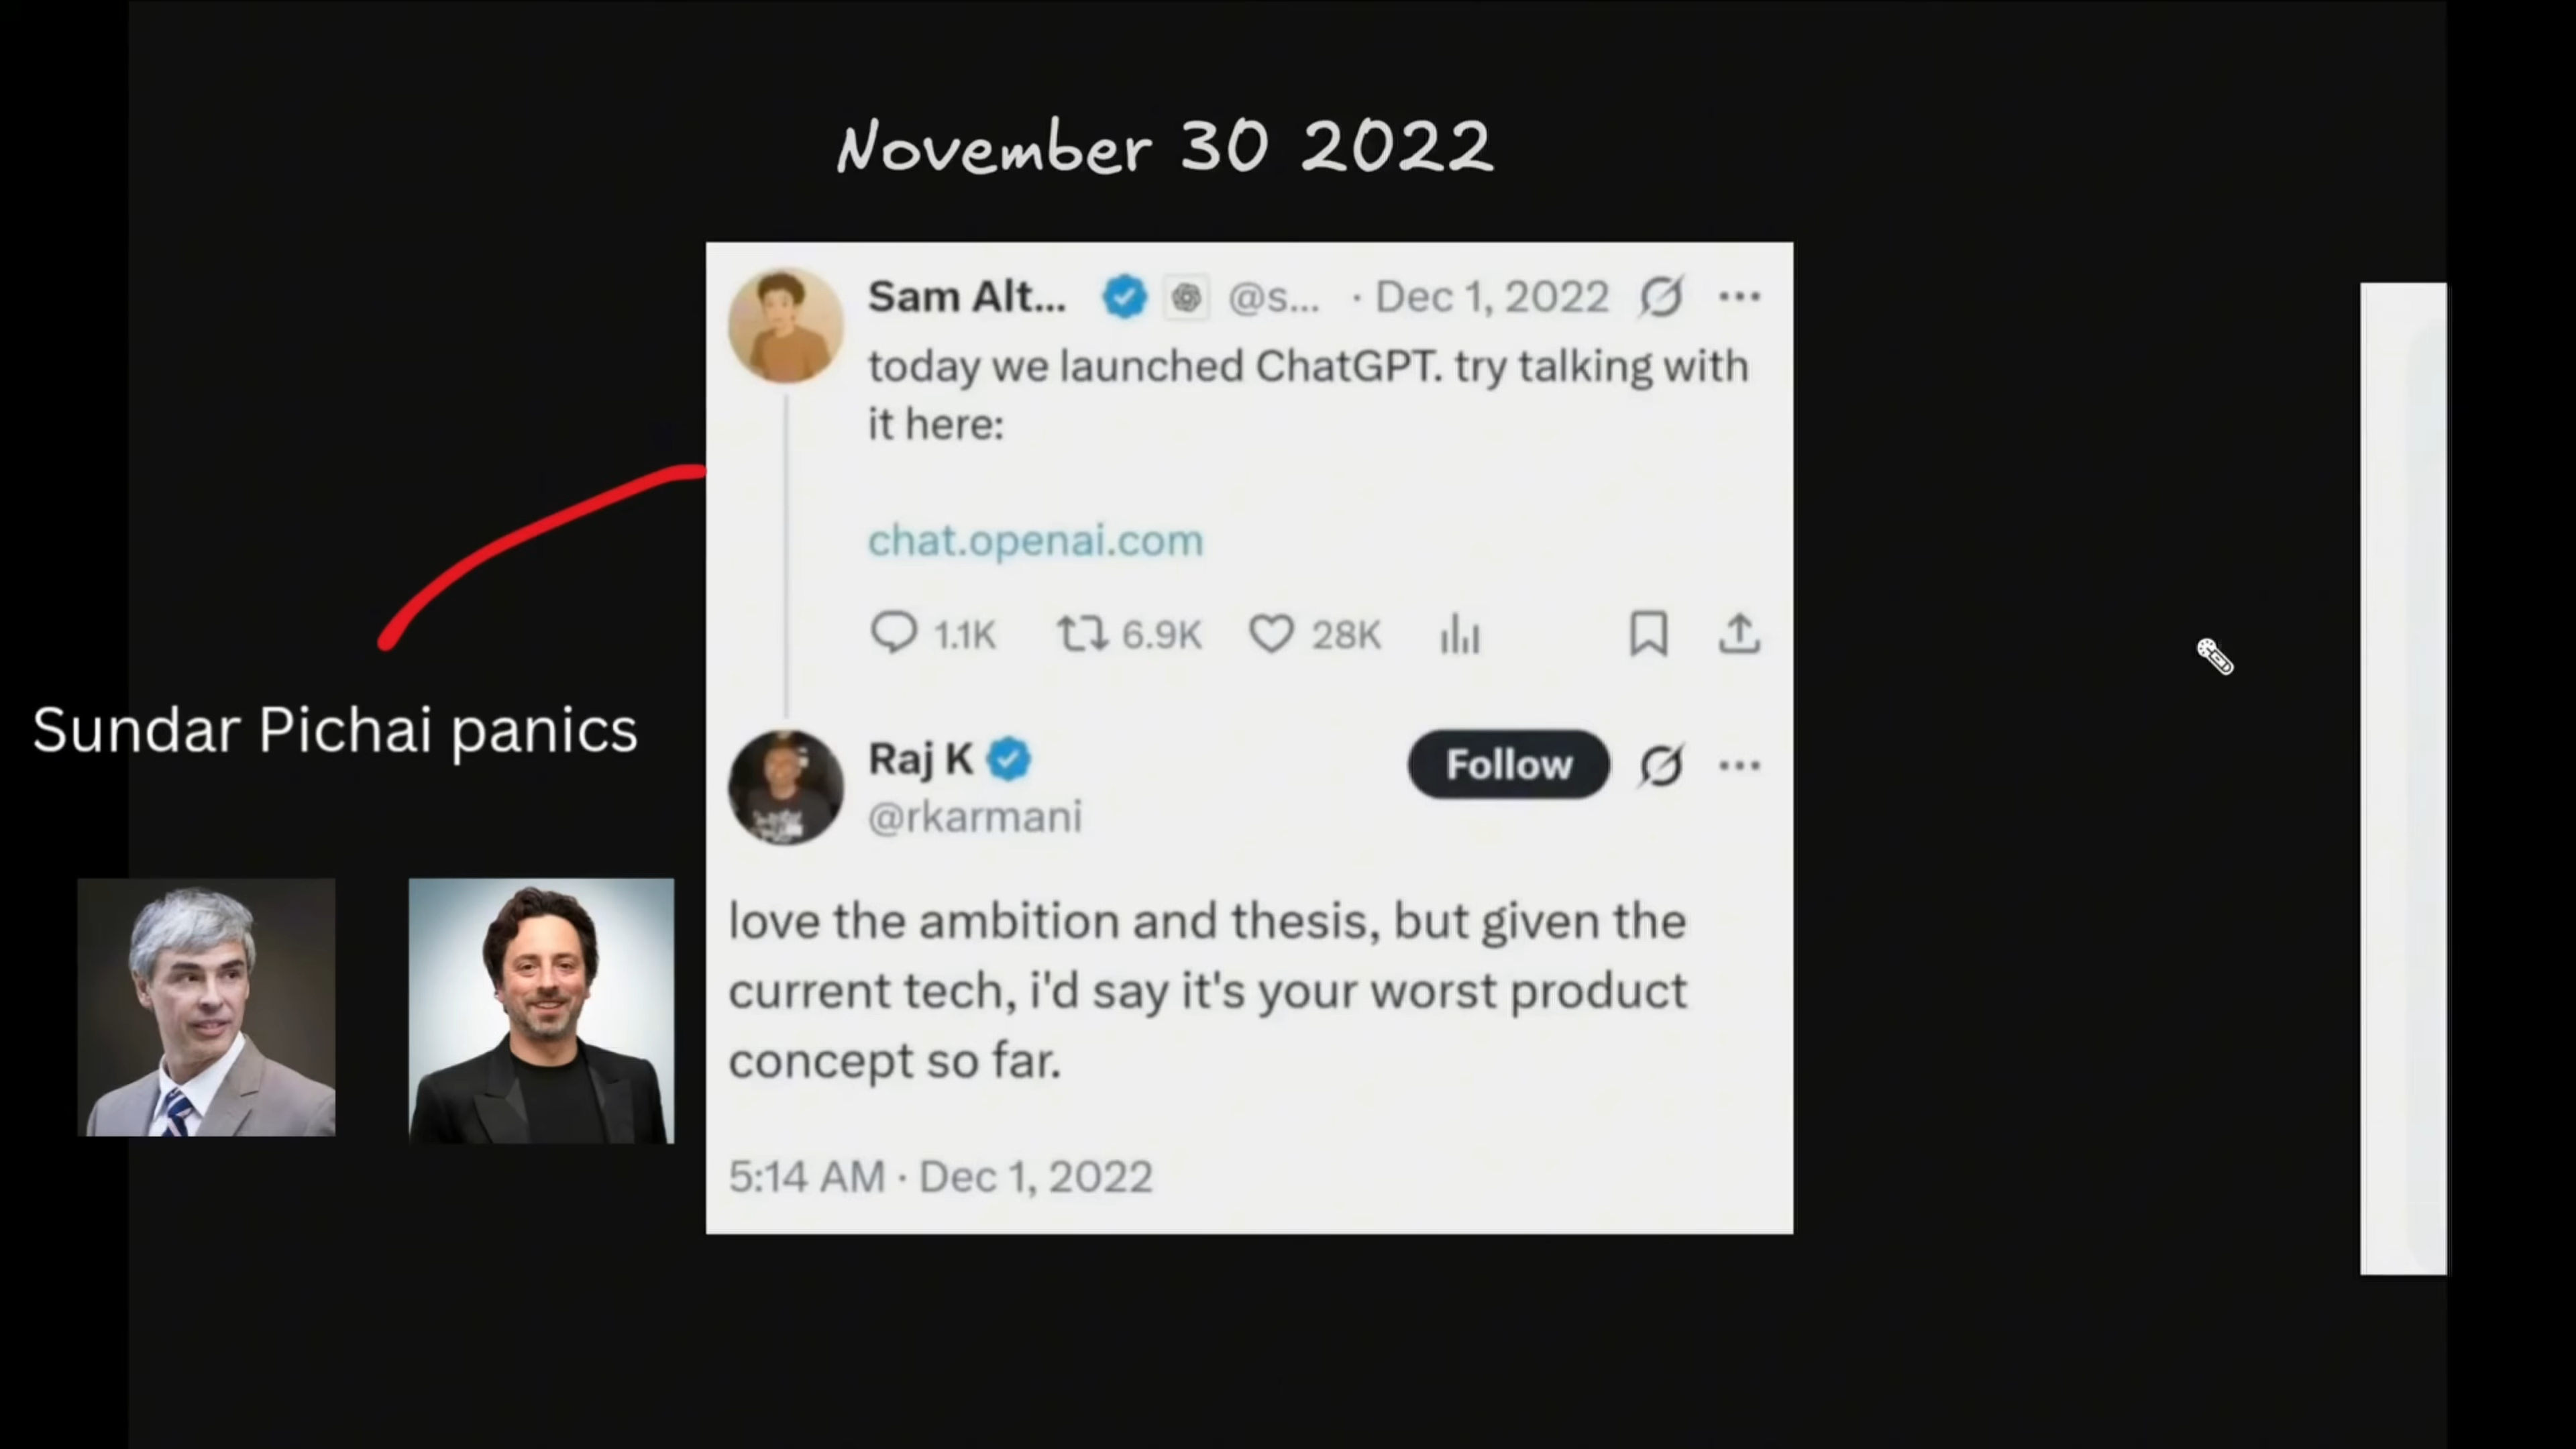 November 30 2022
Sam Alt... @s... · Dec 1, 2022
today we launched ChatGPT. try talking with
it here:
chat.openai.com
1.1K 6.9K 28K
Sundar Pichai panics
Raj K Follow
@rkarmani
love the ambition and thesis, but given the
current tech, i'd say it's your worst product
concept so far.
5:14 AM · Dec 1, 2022